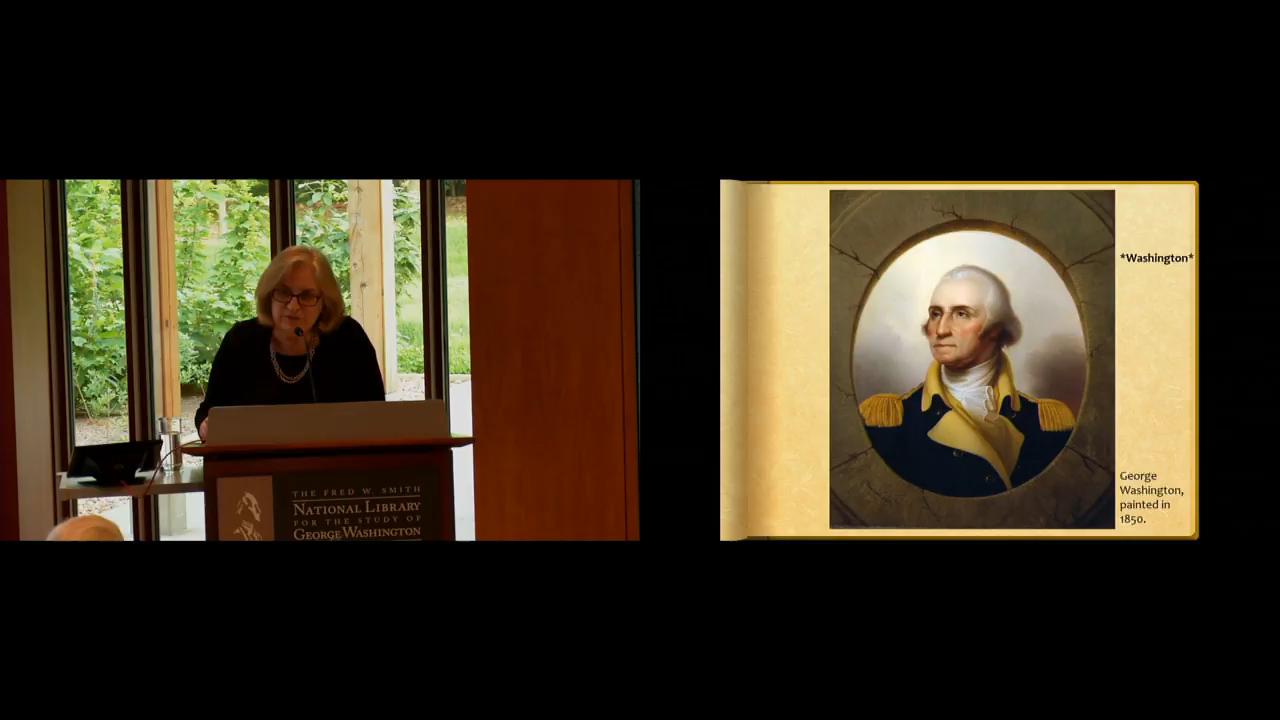 THE FRED W. SMITH
NATIONAL LIBRARY
FOR THE STUDY OF
GEORGE WASHINGTON
*Washington*
George
Washington,
painted in
1850.